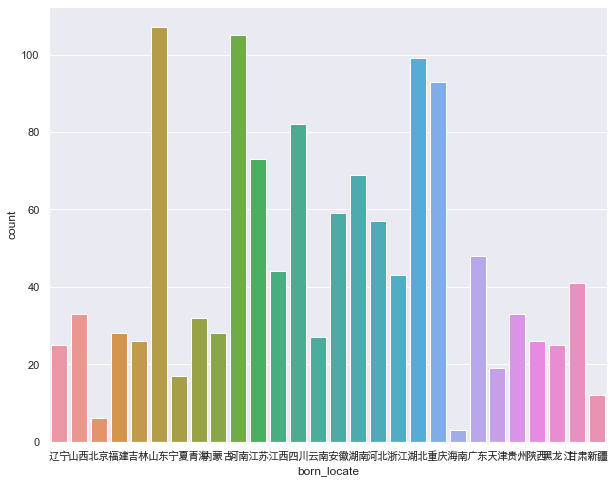 100
80
60
40
20
0
count
辽宁 山西 北京 福建 吉林 山东 宁夏 青海 内蒙古 河南 江苏 江西 四川 云南 安徽 湖南 河北 浙江 湖北 重庆 海南 广东 天津 贵州 陕西 黑龙江 甘肃 新疆
born_locate